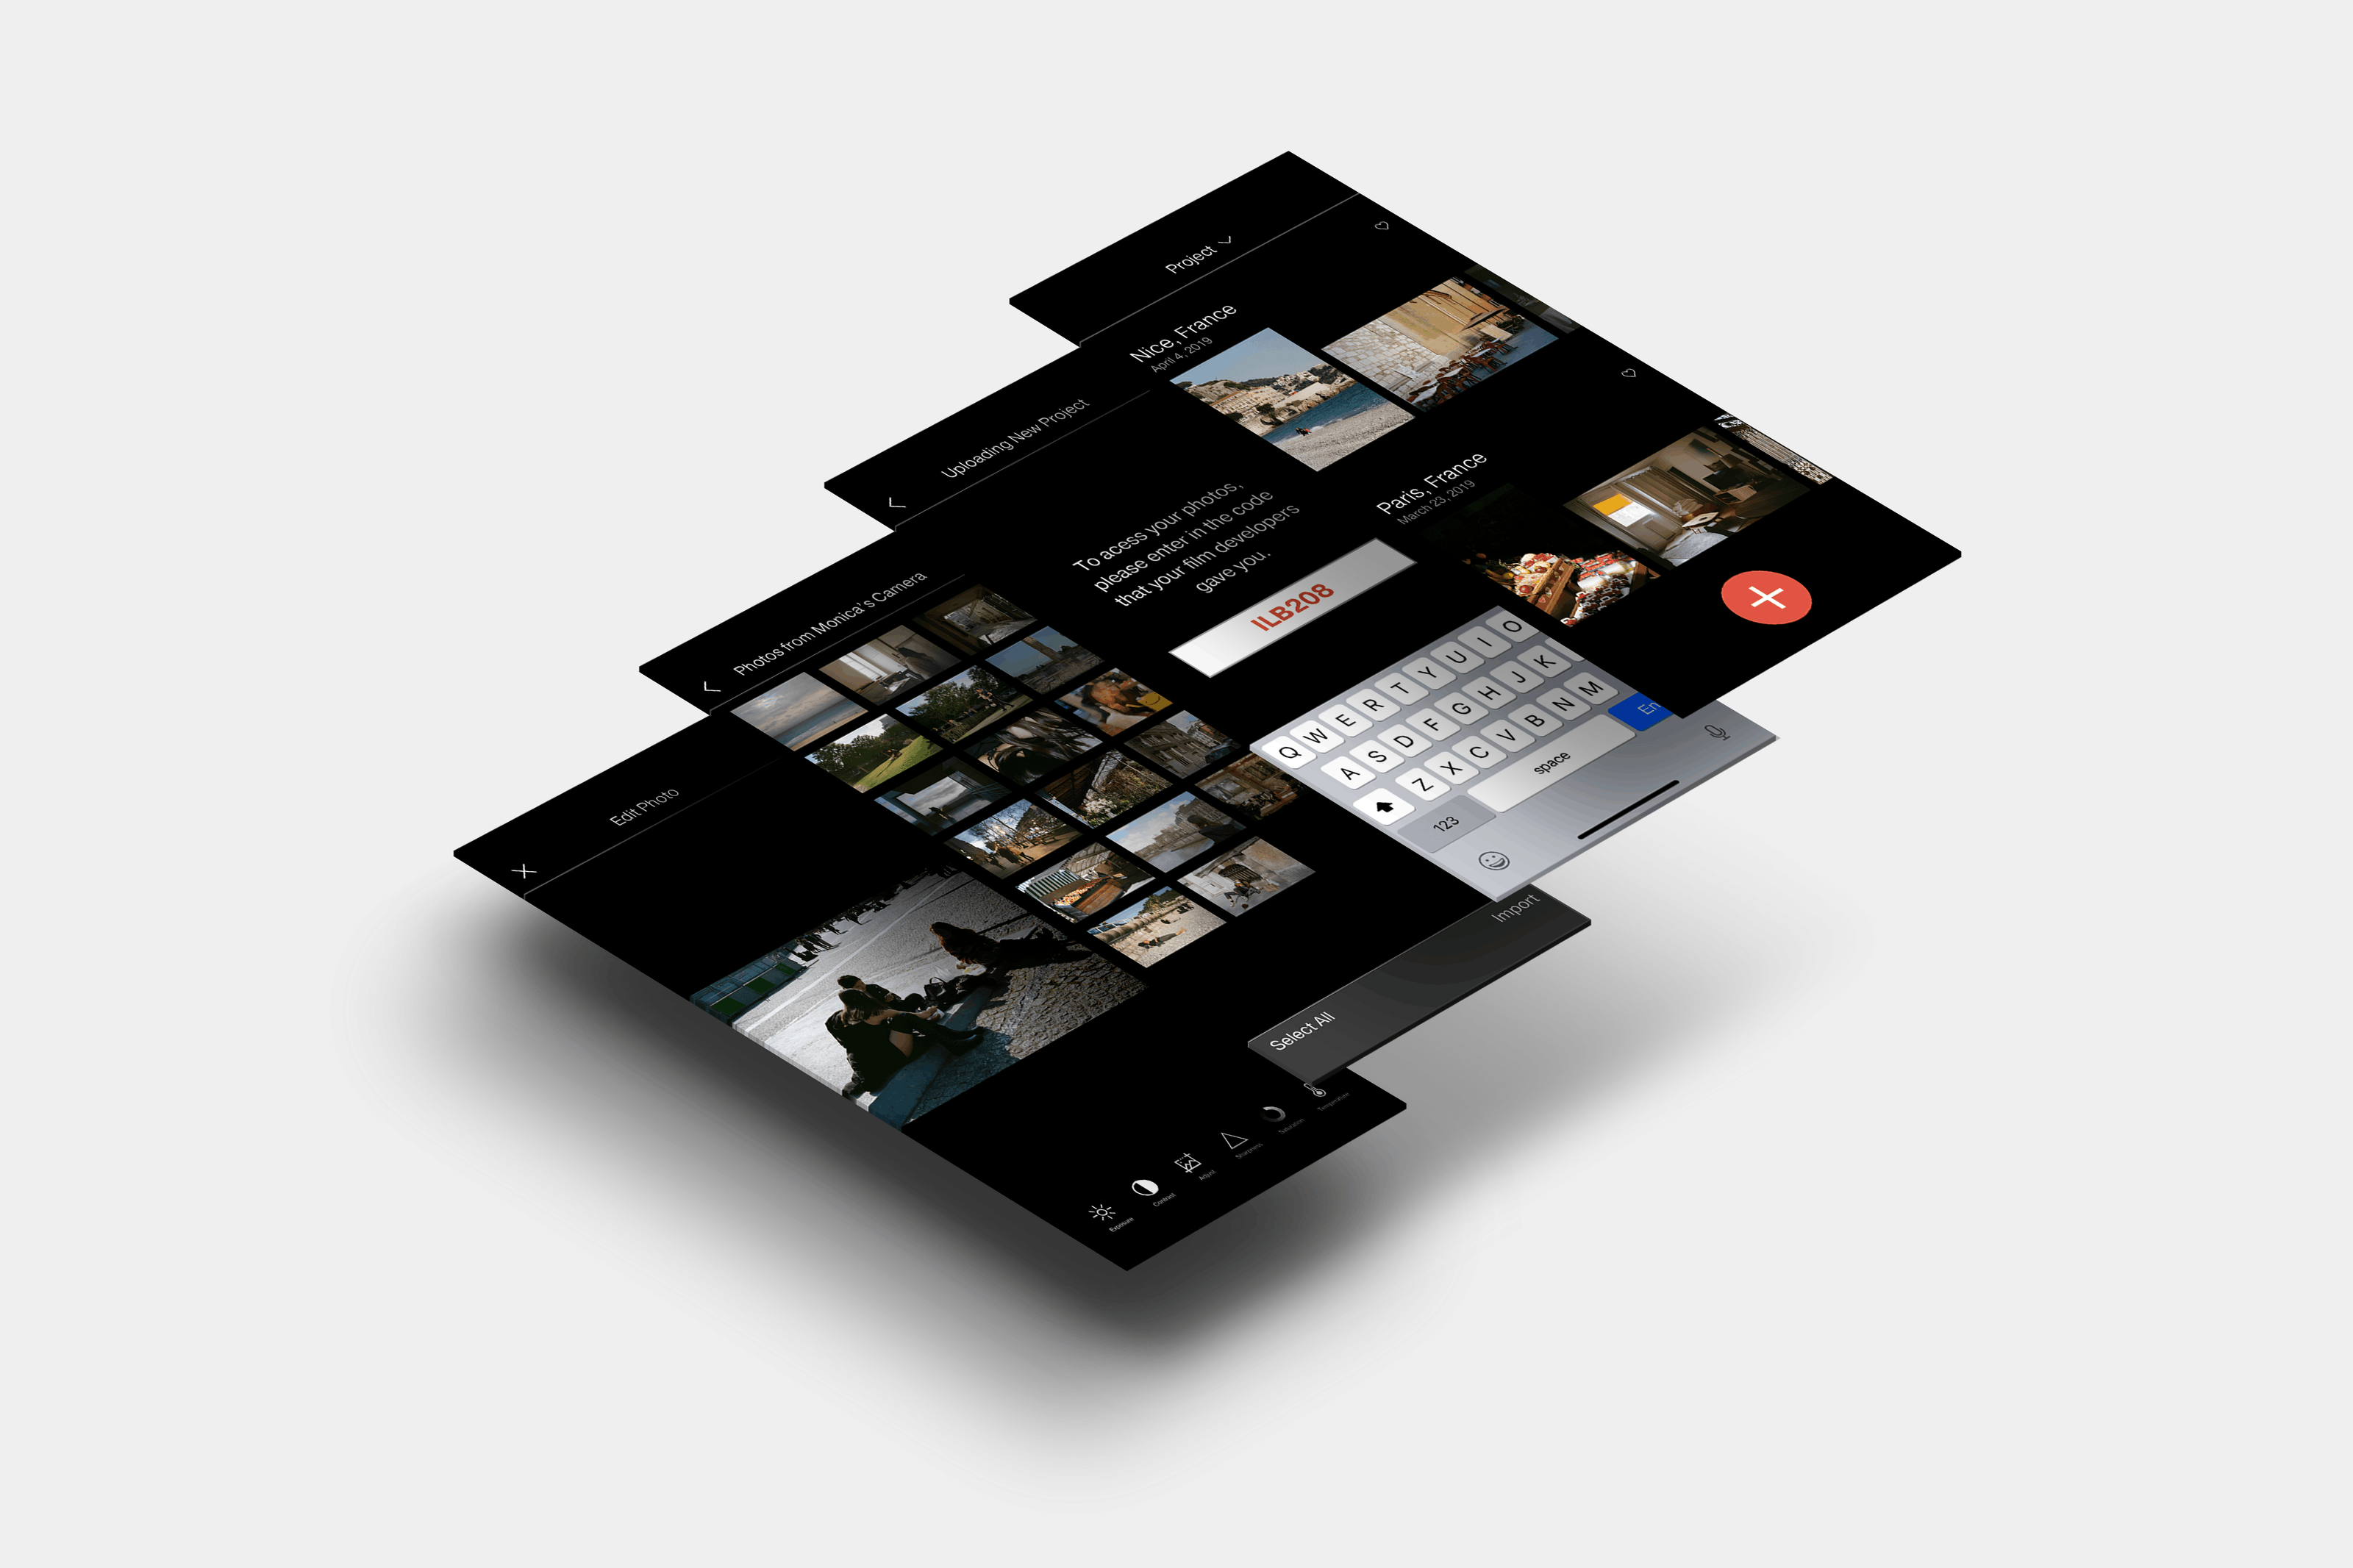 Project
Nice, France
April 4, 2019
Paris, France
March 23, 2019
Uploading New Project
To acess your photos,
please enter in the code
that your film developers
gave you.
ILB208
Q W E R T Y U I O
A S D F G H J K
Z X C V B N M
123 space En
Photos from Monica's Camera
Select All Import
Edit Photo
Exposure Contrast Adjust Sharpness Saturation Temperature